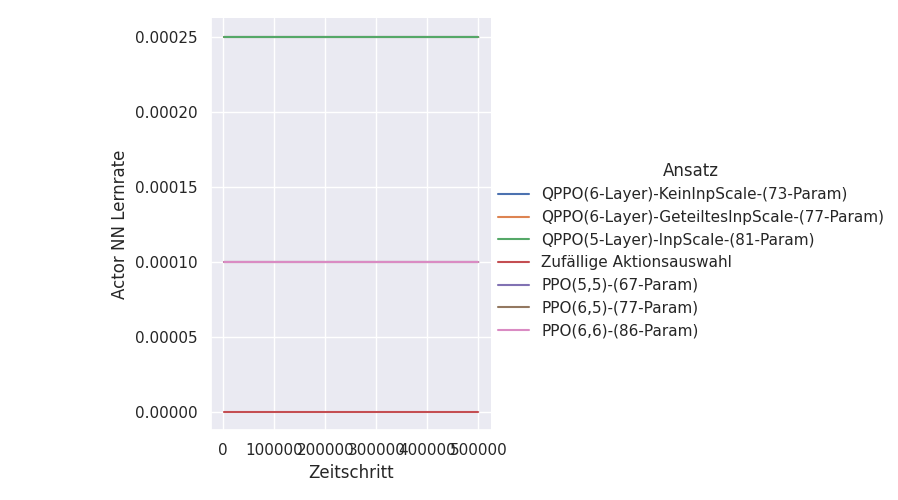 0.00025
0.00020
0.00015
0.00010
0.00005
0.00000
Actor NN Lernrate
0 100000 200000 300000 400000 500000
Zeitschritt
Ansatz
QPPO(6-Layer)-KeinInpScale-(73-Param)
QPPO(6-Layer)-GeteiltesInpScale-(77-Param)
QPPO(5-Layer)-InpScale-(81-Param)
Zufällige Aktionsauswahl
PPO(5,5)-(67-Param)
PPO(6,5)-(77-Param)
PPO(6,6)-(86-Param)